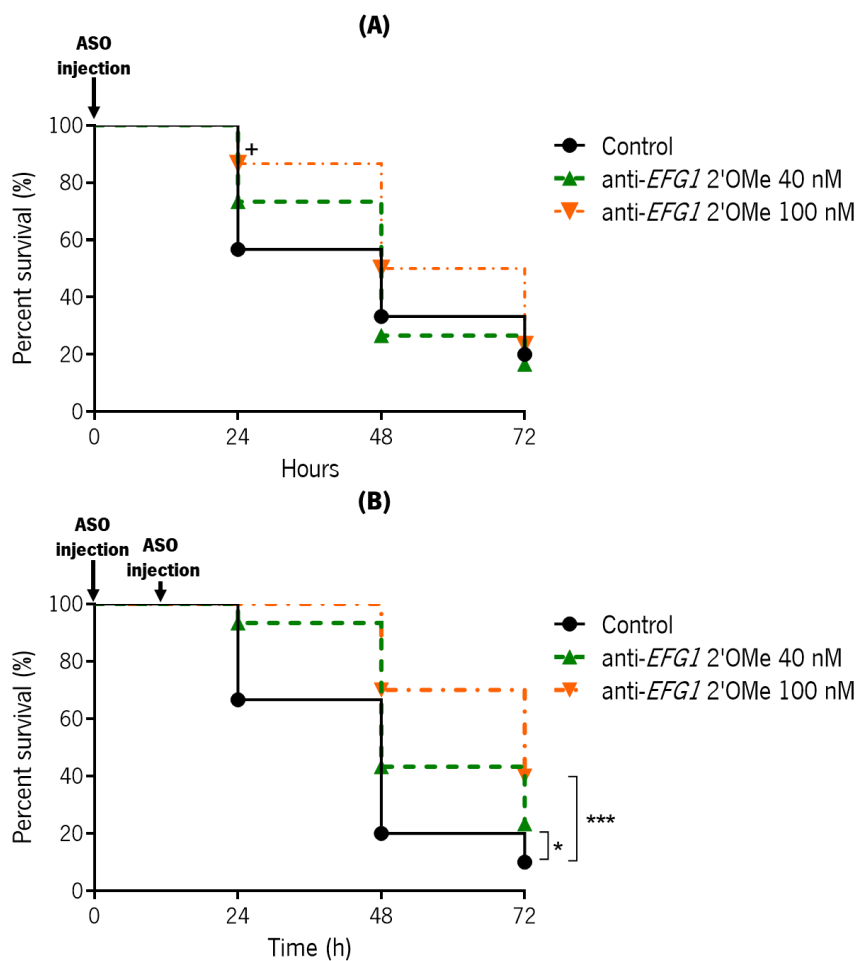 (A)
ASO
injection
100
80
60
40
20
0
Percent survival (%)
+
0
24
48
72
Hours
Control
anti-EFG1 2'OMe 40 nM
anti-EFG1 2'OMe 100 nM
(B)
ASO
injection
ASO
injection
100
80
60
40
20
0
Percent survival (%)
***
*
0
24
48
72
Time (h)
Control
anti-EFG1 2'OMe 40 nM
anti-EFG1 2'OMe 100 nM